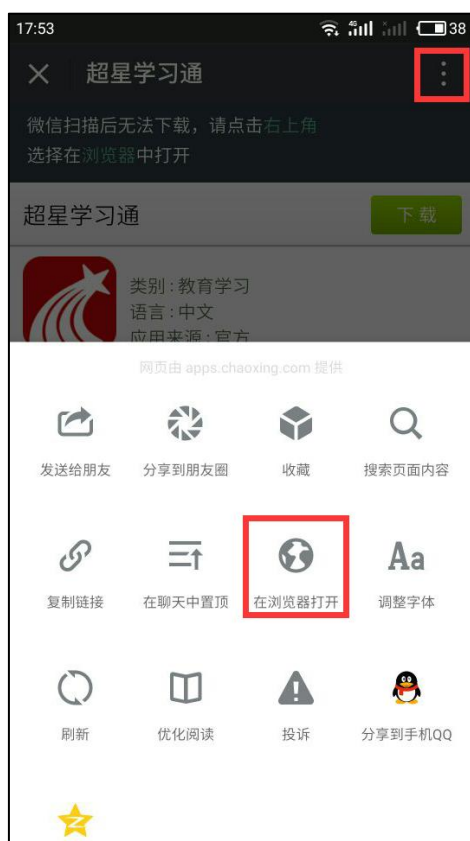 17:53
4G
38
超星学习通
微信扫描后无法下载，请点击右上角
选择在浏览器中打开
超星学习通
下载
类别：教育学习
语言：中文
应用来源：官方
网页由 apps.chaoxing.com 提供
发送给朋友
分享到朋友圈
收藏
搜索页面内容
复制链接
在聊天中置顶
在浏览器打开
Aa
调整字体
刷新
优化阅读
投诉
分享到手机QQ